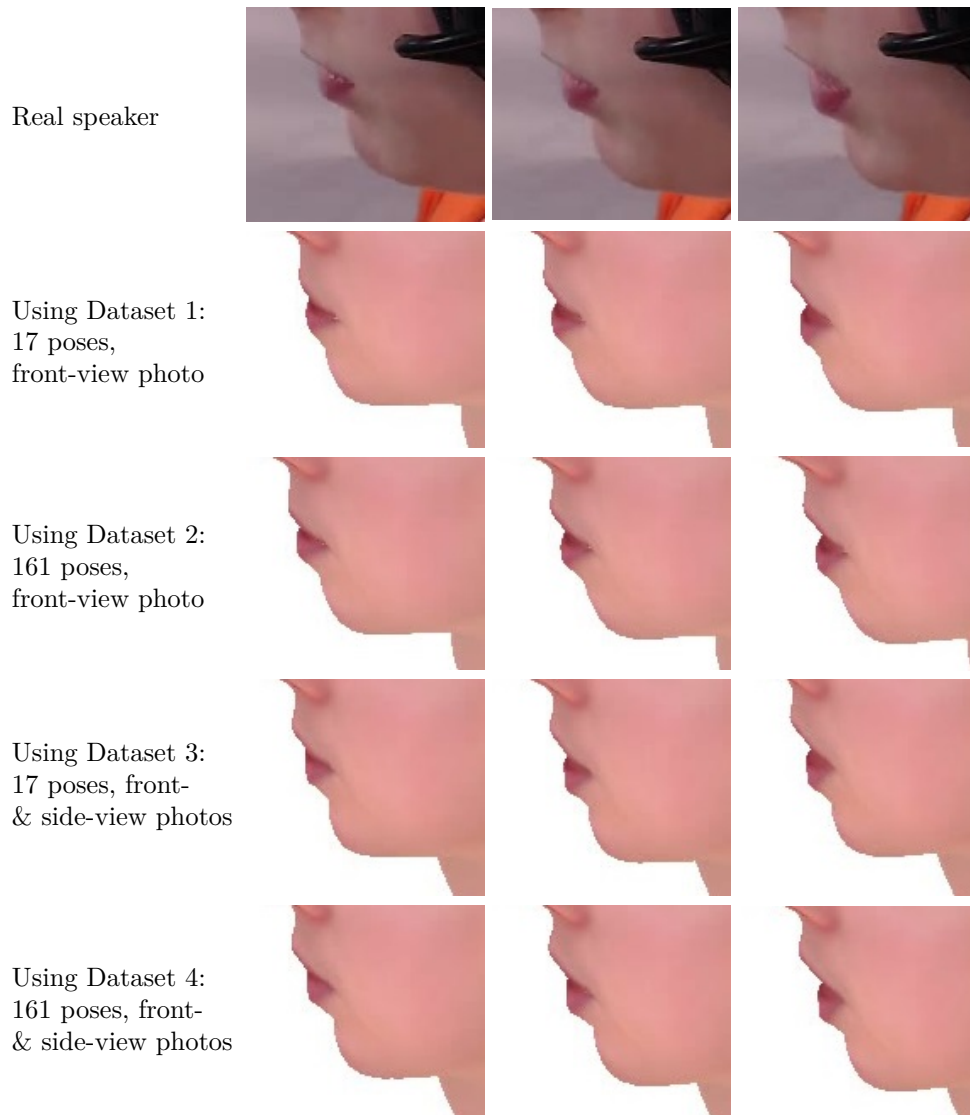 Real speaker
Using Dataset 1:
17 poses,
front-view photo
Using Dataset 2:
161 poses,
front-view photo
Using Dataset 3:
17 poses, front-
& side-view photos
Using Dataset 4:
161 poses, front-
& side-view photos